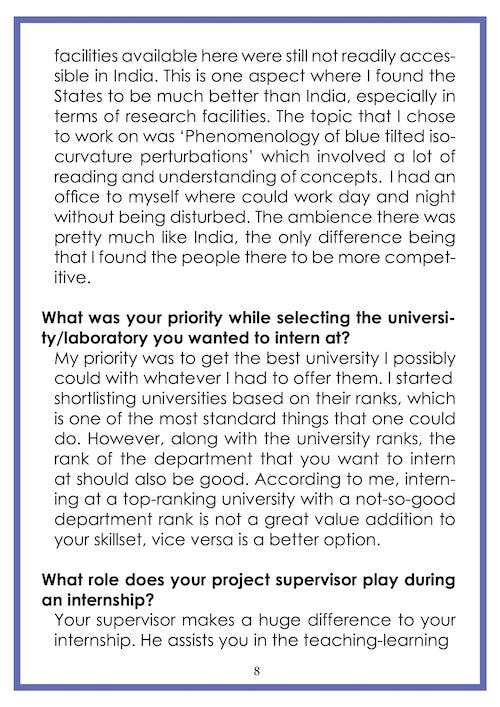 facilities available here were still not readily acces-
sible in India. This is one aspect where I found the
States to be much better than India, especially in
terms of research facilities. The topic that I chose
to work on was ‘Phenomenology of blue tilted iso-
curvature perturbations’ which involved a lot of
reading and understanding of concepts. I had an
office to myself where could work day and night
without being disturbed. The ambience there was
pretty much like India, the only difference being
that I found the people there to be more compet-
itive.
What was your priority while selecting the universi-
ty/laboratory you wanted to intern at?
My priority was to get the best university I possibly
could with whatever I had to offer them. I started
shortlisting universities based on their ranks, which
is one of the most standard things that one could
do. However, along with the university ranks, the
rank of the department that you want to intern
at should also be good. According to me, intern-
ing at a top-ranking university with a not-so-good
department rank is not a great value addition to
your skillset, vice versa is a better option.
What role does your project supervisor play during
an internship?
Your supervisor makes a huge difference to your
internship. He assists you in the teaching-learning
8